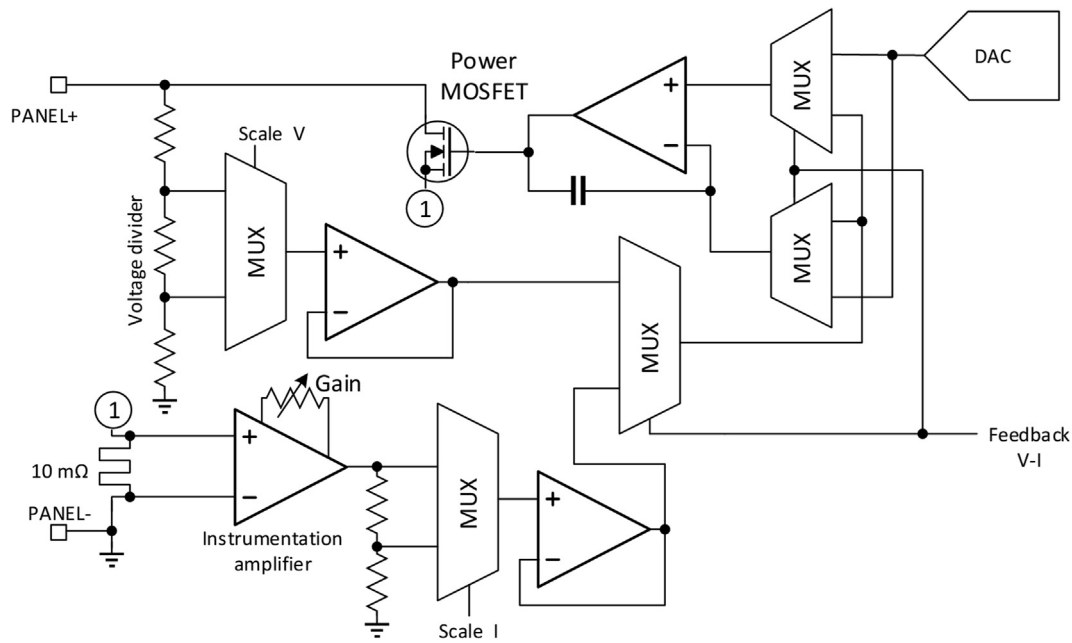 Power
MOSFET
DAC
MUX
PANEL+
+
−
Scale V
1
Voltage divider
MUX
+
−
MUX
MUX
Gain
1
10 mΩ
+
−
PANEL-
Instrumentation
amplifier
MUX
+
−
Scale I
Feedback
V-I